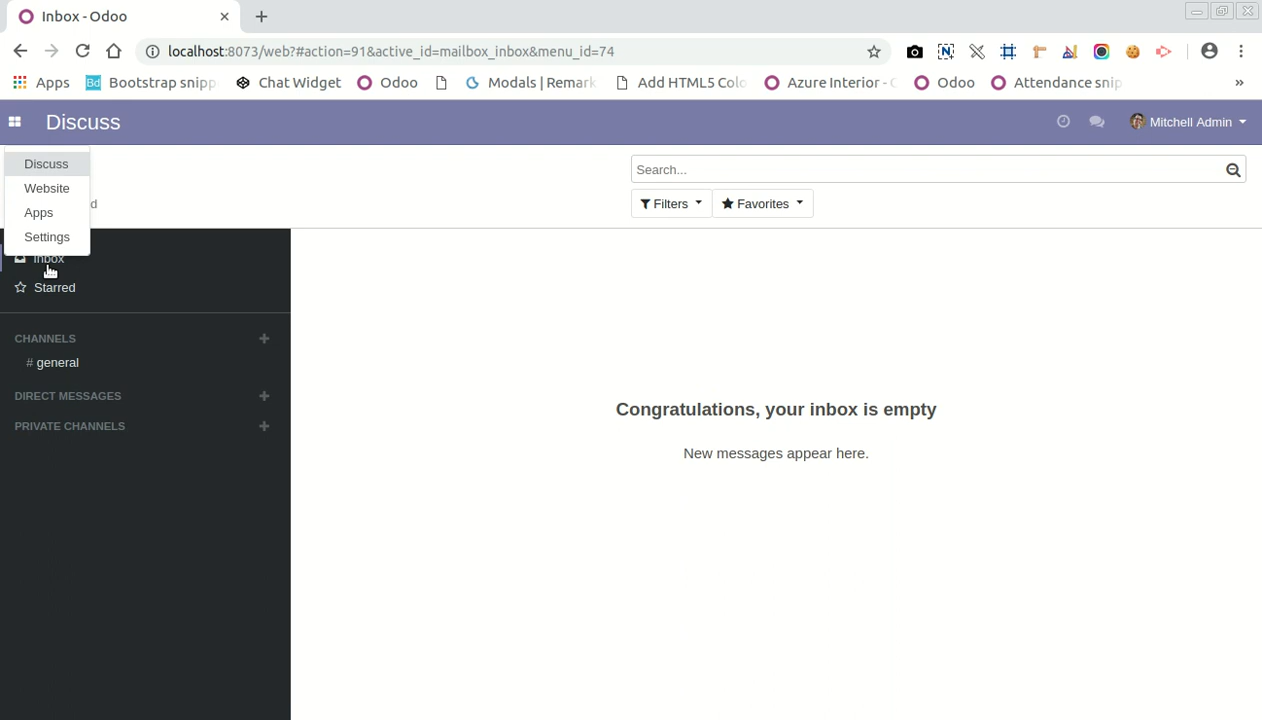 Inbox - Odoo
localhost:8073/web?#action=91&active_id=mailbox_inbox&menu_id=74
Apps Bd Bootstrap snipp Chat Widget Odoo Modals | Remark Add HTML5 Colo Azure Interior - Odoo Attendance snip »
Discuss Mitchell Admin
Discuss
Website
Apps
Settings
Search...
Filters Favorites
Inbox
Starred
CHANNELS
# general
DIRECT MESSAGES
PRIVATE CHANNELS
Congratulations, your inbox is empty
New messages appear here.